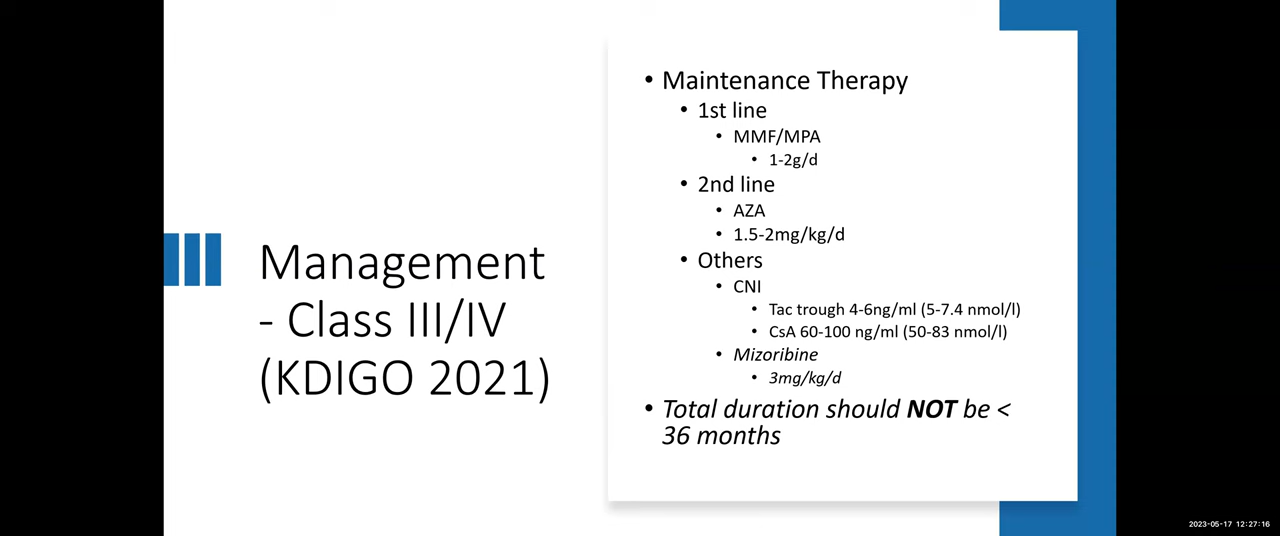 Management
- Class III/IV
(KDIGO 2021)
• Maintenance Therapy
• 1st line
• MMF/MPA
• 1-2g/d
• 2nd line
• AZA
• 1.5-2mg/kg/d
• Others
• CNI
• Tac trough 4-6ng/ml (5-7.4 nmol/l)
• CsA 60-100 ng/ml (50-83 nmol/l)
• Mizoribine
• 3mg/kg/d
• Total duration should NOT be <
36 months
2023-05-17 12:27:16